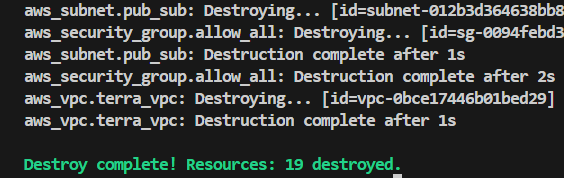 aws_subnet.pub_sub: Destroying... [id=subnet-012b3d364638bb8
aws_security_group.allow_all: Destroying... [id=sg-0094febd3
aws_subnet.pub_sub: Destruction complete after 1s
aws_security_group.allow_all: Destruction complete after 2s
aws_vpc.terra_vpc: Destroying... [id=vpc-0bce17446b01bed29]
aws_vpc.terra_vpc: Destruction complete after 1s
Destroy complete! Resources: 19 destroyed.